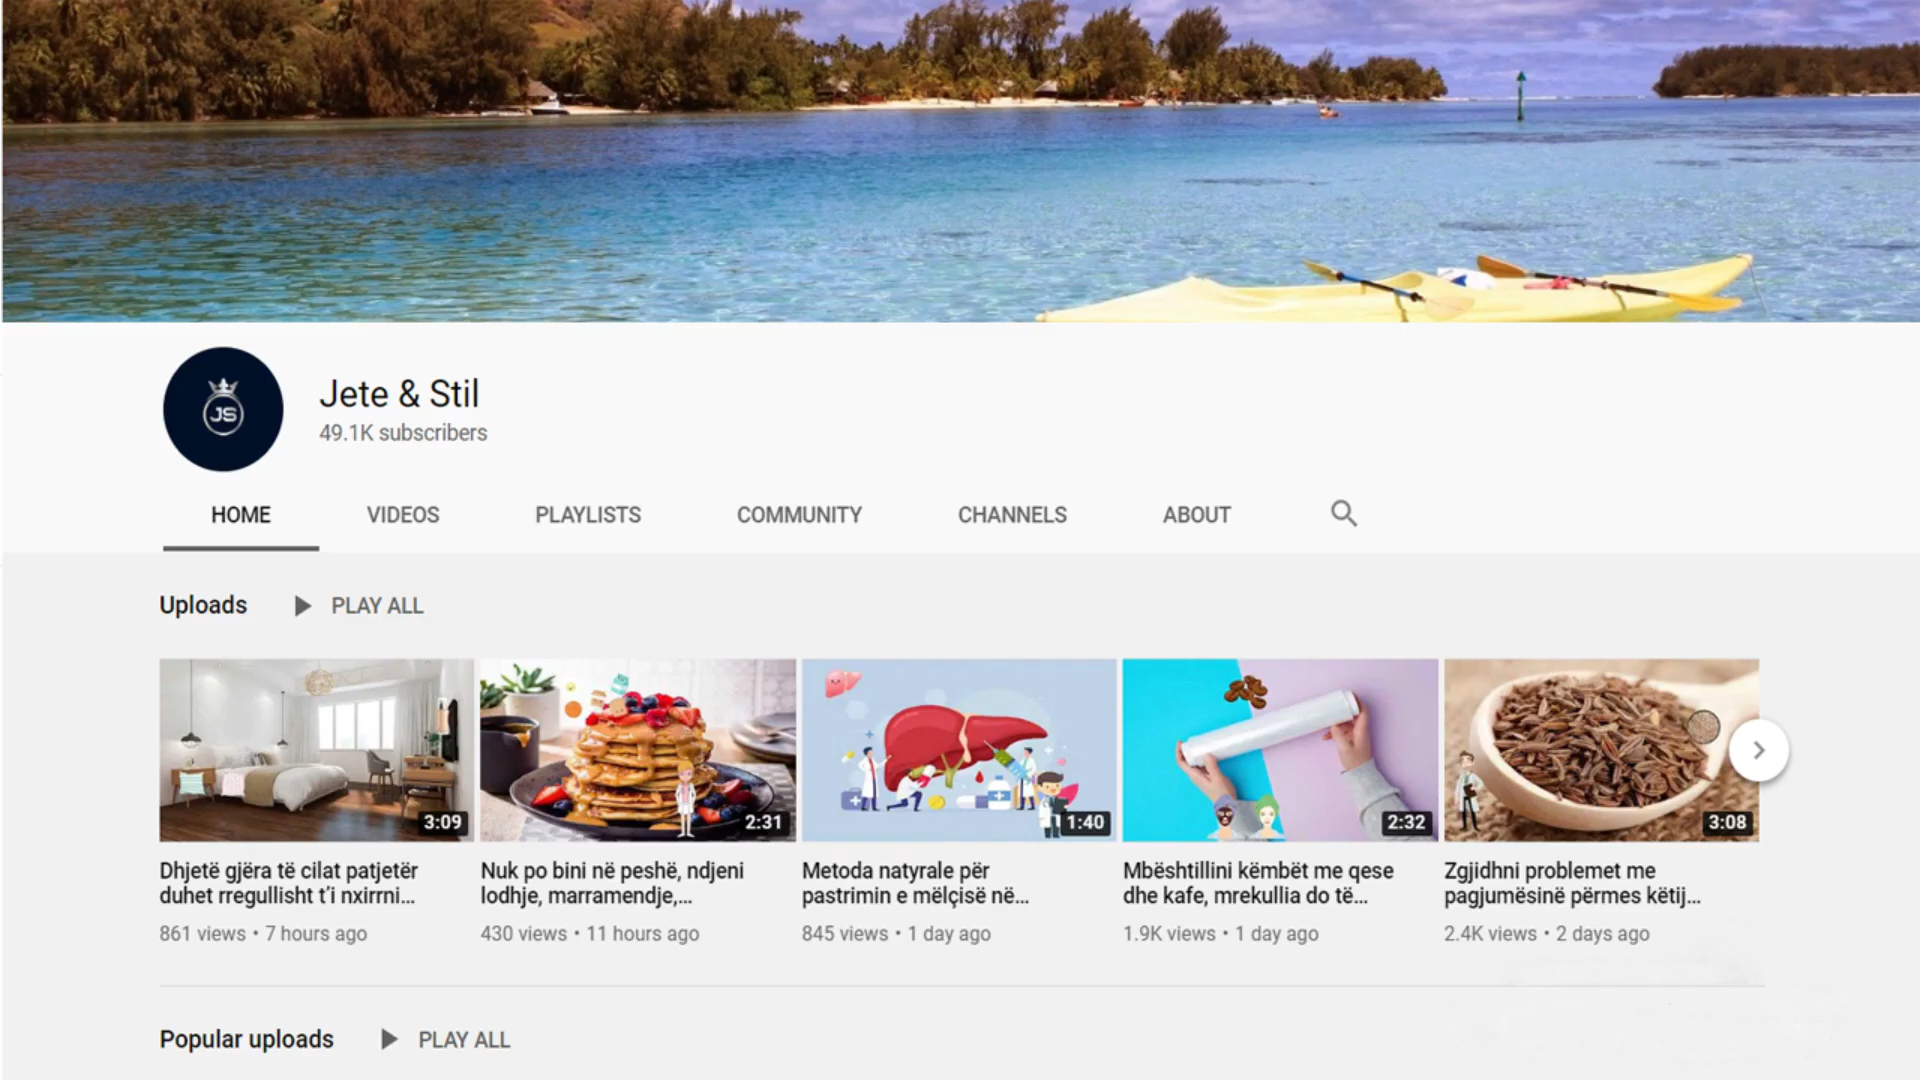 JS
Jete & Stil
49.1K subscribers
HOME VIDEOS PLAYLISTS COMMUNITY CHANNELS ABOUT
Uploads PLAY ALL
3:09 2:31 1:40 2:32 3:08
Dhjetë gjëra të cilat patjetër
duhet rregullisht t'i nxirrni...
861 views • 7 hours ago
Nuk po bini në peshë, ndjeni
lodhje, marramendje,...
430 views • 11 hours ago
Metoda natyrale për
pastrimin e mëlçisë në...
845 views • 1 day ago
Mbështillini këmbët me qese
dhe kafe, mrekullia do të...
1.9K views • 1 day ago
Zgjidhni problemet me
pagjumësinë përmes këtij...
2.4K views • 2 days ago
Popular uploads PLAY ALL